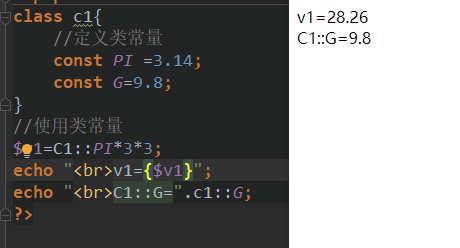 class c1{
//定义类常量
const PI =3.14;
const G=9.8;
}
//使用类常量
$v1=C1::PI*3*3;
echo "<br>v1={$v1}";
echo "<br>C1::G=".c1::G;
?>
v1=28.26
C1::G=9.8